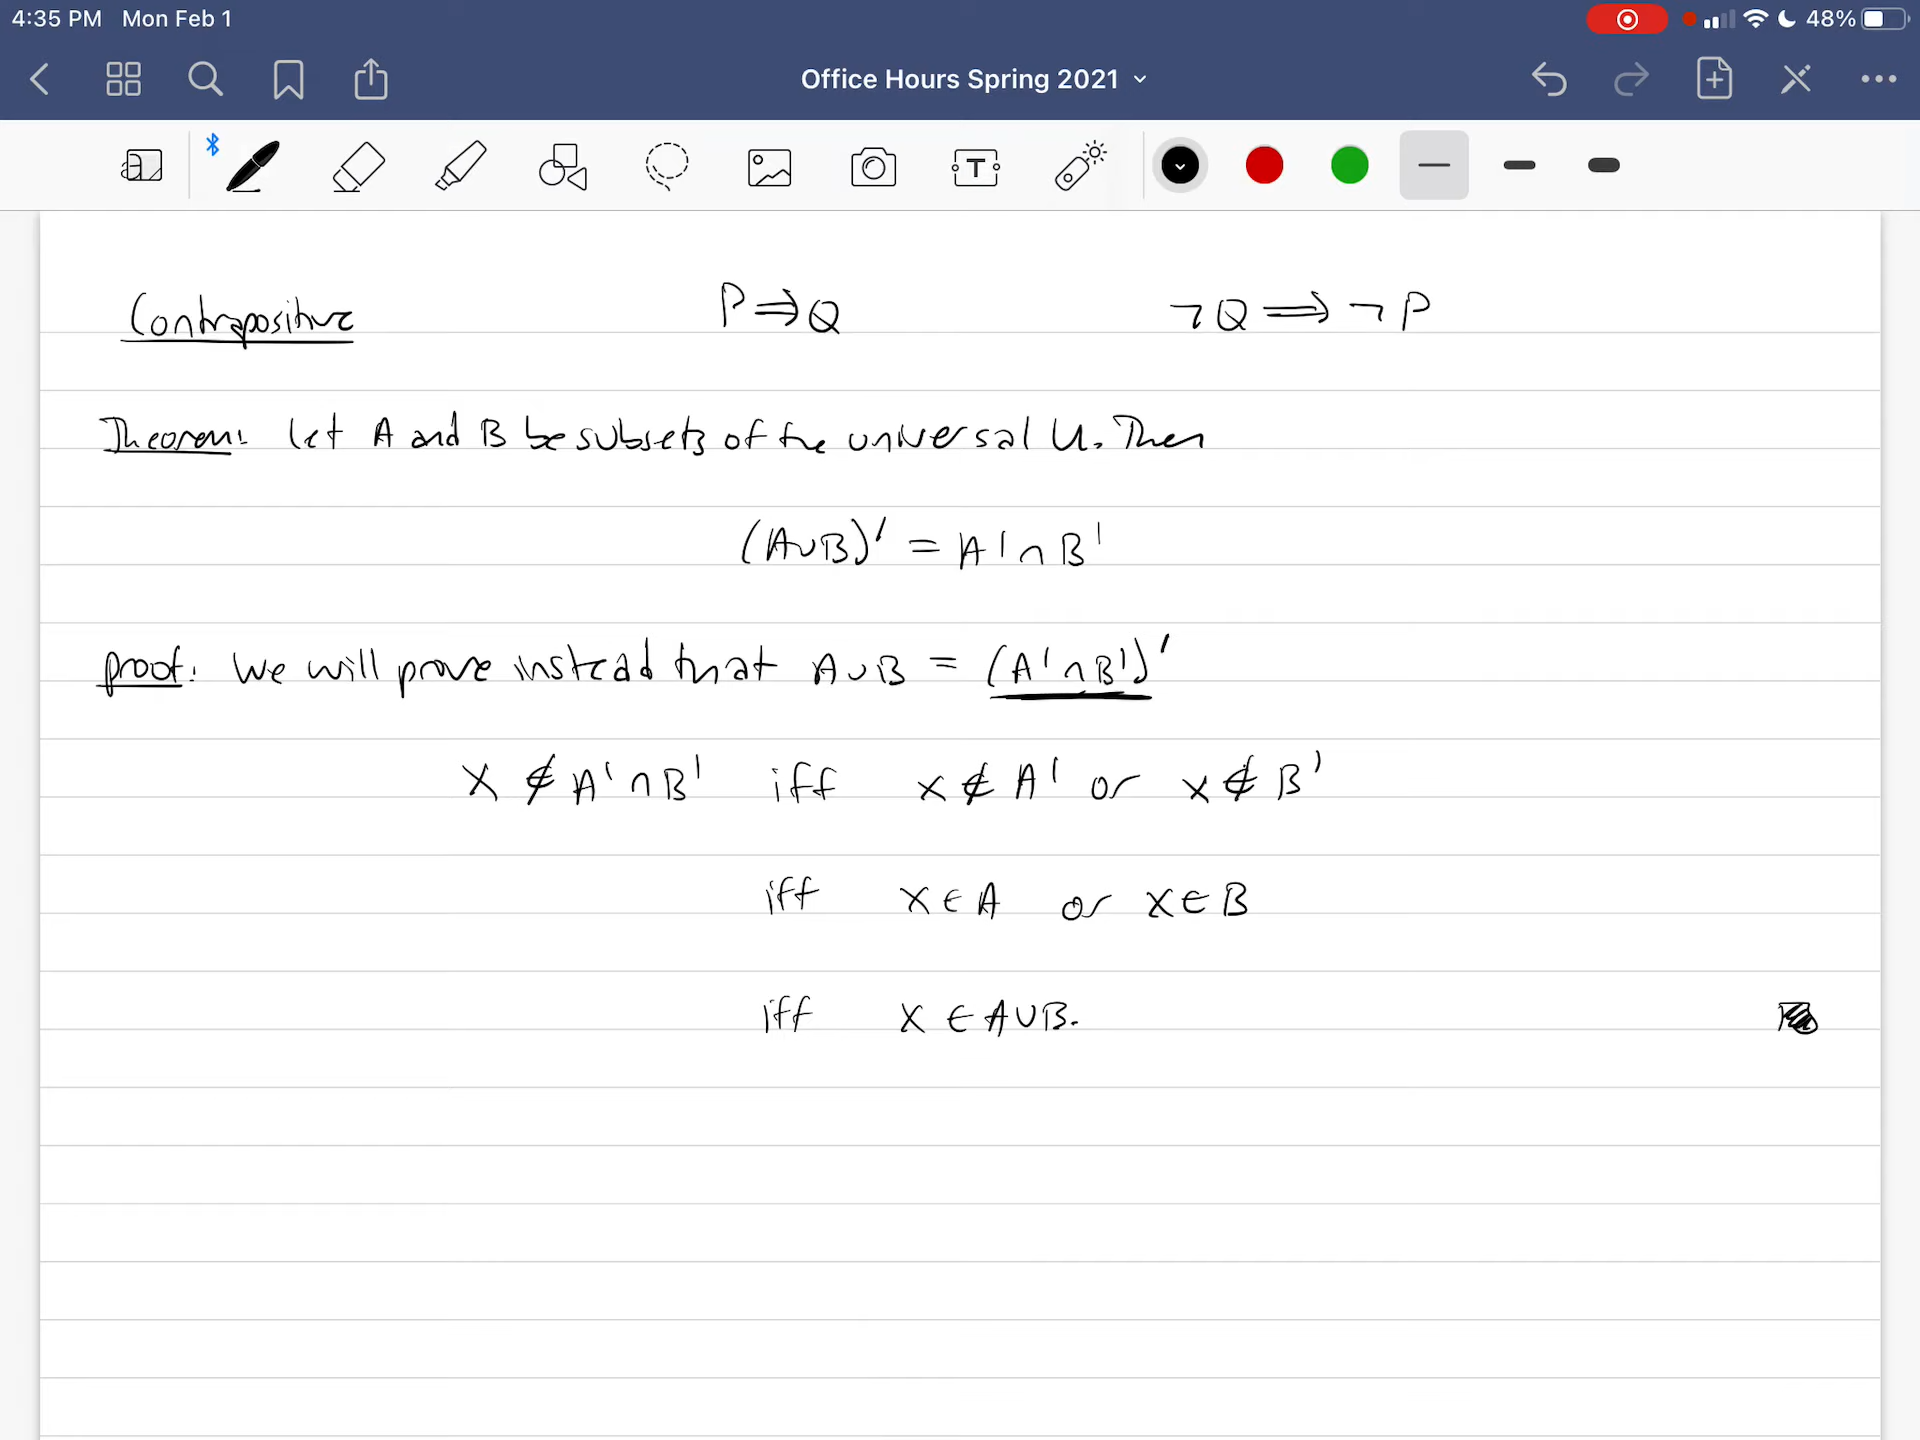 4:35 PM Mon Feb 1 48%
Office Hours Spring 2021
T
Contrapositive P ⇒ Q ¬Q ⟹ ¬P
Theorem: Let A and B be subsets of the universal U. Then
(A∪B)' = A' ∩ B'
proof: We will prove instead that A∪B = (A' ∩ B')'
x ∉ A' ∩ B' iff x ∉ A' or x ∉ B'
iff x ∈ A or x ∈ B
iff x ∈ A∪B.